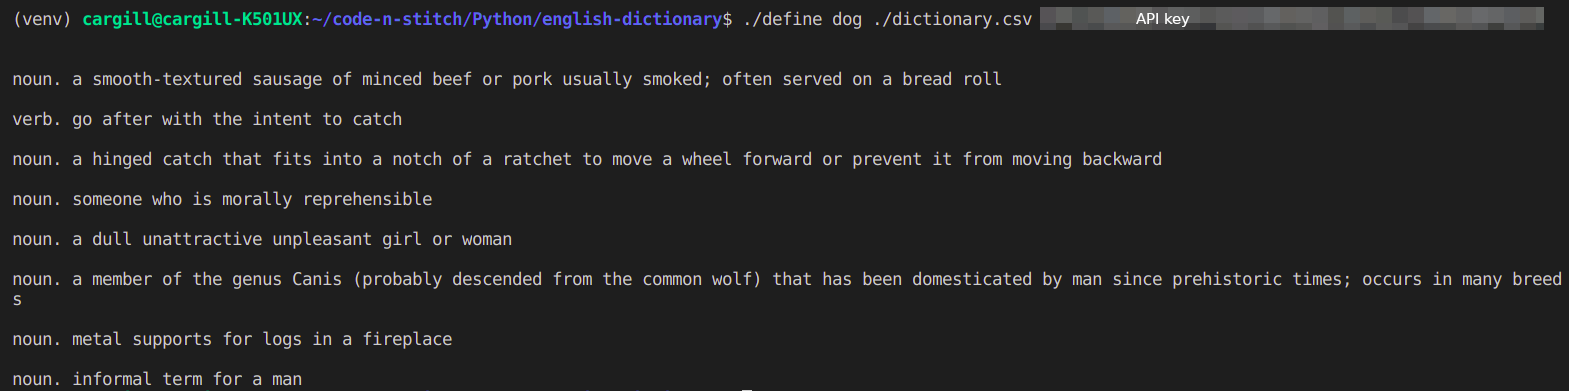 (venv) cargill@cargill-K501UX:~/code-n-stitch/Python/english-dictionary$ ./define dog ./dictionary.csv API key
noun. a smooth-textured sausage of minced beef or pork usually smoked; often served on a bread roll
verb. go after with the intent to catch
noun. a hinged catch that fits into a notch of a ratchet to move a wheel forward or prevent it from moving backward
noun. someone who is morally reprehensible
noun. a dull unattractive unpleasant girl or woman
noun. a member of the genus Canis (probably descended from the common wolf) that has been domesticated by man since prehistoric times; occurs in many breed
s
noun. metal supports for logs in a fireplace
noun. informal term for a man